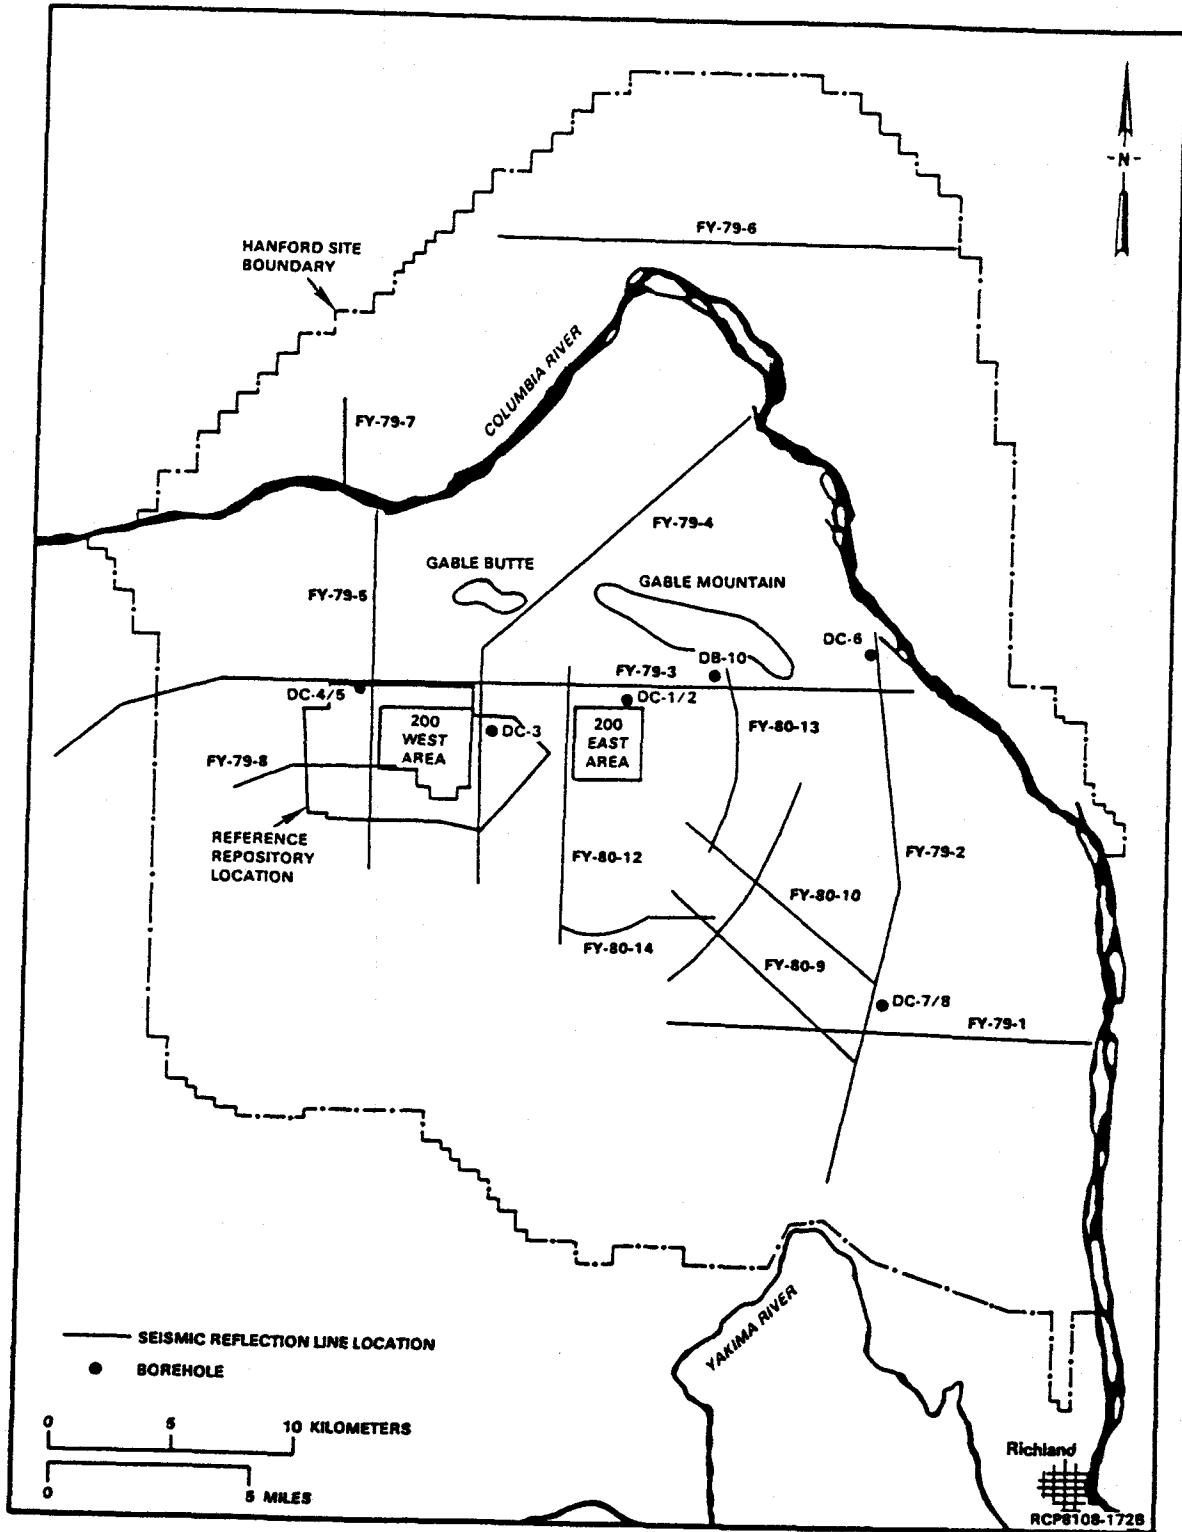 -N-
FY-79-6
HANFORD SITE
BOUNDARY
COLUMBIA RIVER
FY-79-7
FY-79-4
GABLE BUTTE
GABLE MOUNTAIN
FY-79-5
DC-6
DB-10
FY-79-3
DC-4/5
DC-1/2
200
WEST
AREA
DC-3
200
EAST
AREA
FY-80-13
FY-79-8
REFERENCE
REPOSITORY
LOCATION
FY-80-12
FY-79-2
FY-80-10
FY-80-14
FY-80-9
DC-7/8
FY-79-1
YAKIMA RIVER
SEISMIC REFLECTION LINE LOCATION
BOREHOLE
0 5 10 KILOMETERS
0 5 MILES
Richland
RCP8108-172B